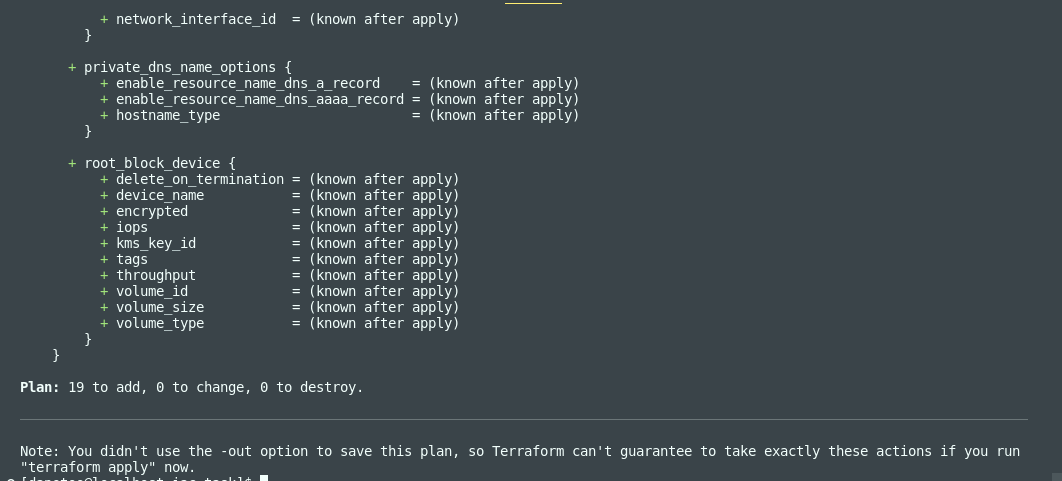 + network_interface_id  = (known after apply)
}
+ private_dns_name_options {
+ enable_resource_name_dns_a_record    = (known after apply)
+ enable_resource_name_dns_aaaa_record = (known after apply)
+ hostname_type                        = (known after apply)
}
+ root_block_device {
+ delete_on_termination = (known after apply)
+ device_name           = (known after apply)
+ encrypted             = (known after apply)
+ iops                  = (known after apply)
+ kms_key_id            = (known after apply)
+ tags                  = (known after apply)
+ throughput            = (known after apply)
+ volume_id             = (known after apply)
+ volume_size           = (known after apply)
+ volume_type           = (known after apply)
}
}
Plan: 19 to add, 0 to change, 0 to destroy.
Note: You didn't use the -out option to save this plan, so Terraform can't guarantee to take exactly these actions if you run
"terraform apply" now.